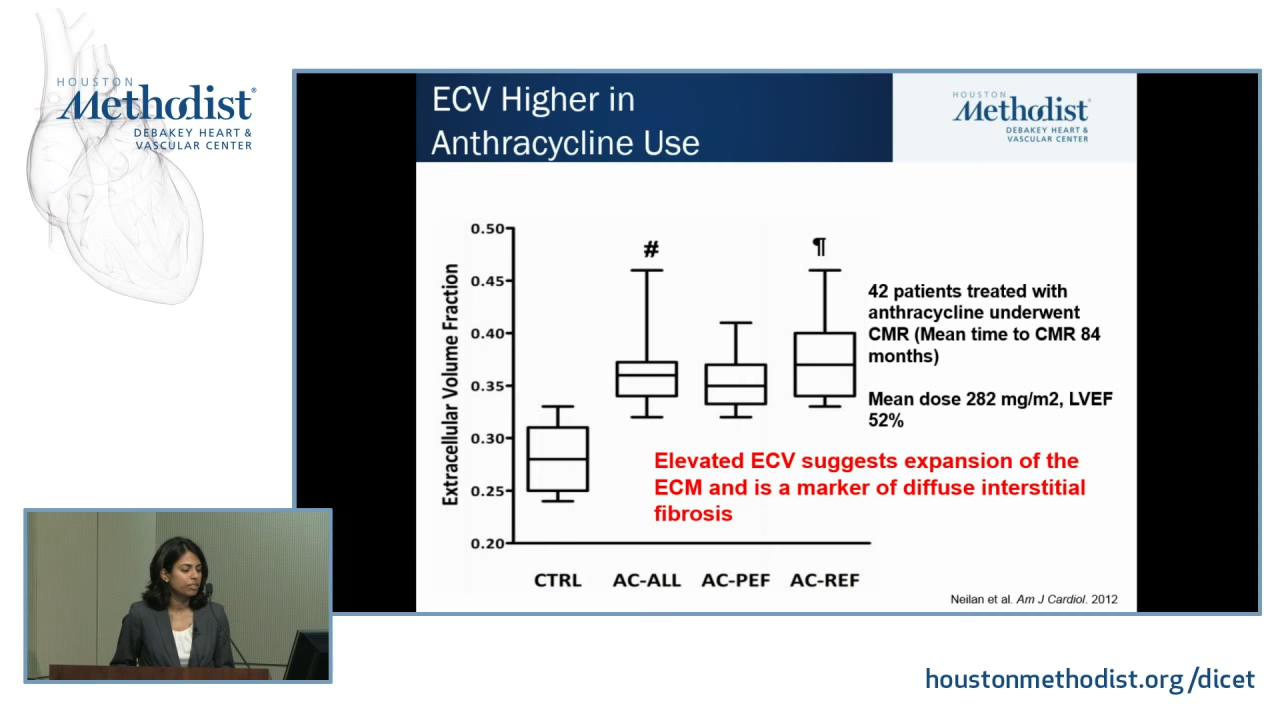 HOUSTON
Methodist®
DEBAKEY HEART &
VASCULAR CENTER
ECV Higher in
Anthracycline Use
HOUSTON
Methodist®
DEBAKEY HEART &
VASCULAR CENTER
Extracellular Volume Fraction
0.50
0.45
0.40
0.35
0.30
0.25
0.20
#
¶
CTRL
AC-ALL
AC-PEF
AC-REF
42 patients treated with
anthracycline underwent
CMR (Mean time to CMR 84
months)
Mean dose 282 mg/m2, LVEF
52%
Elevated ECV suggests expansion of the
ECM and is a marker of diffuse interstitial
fibrosis
Neilan et al. Am J Cardiol. 2012
houstonmethodist.org/dicet